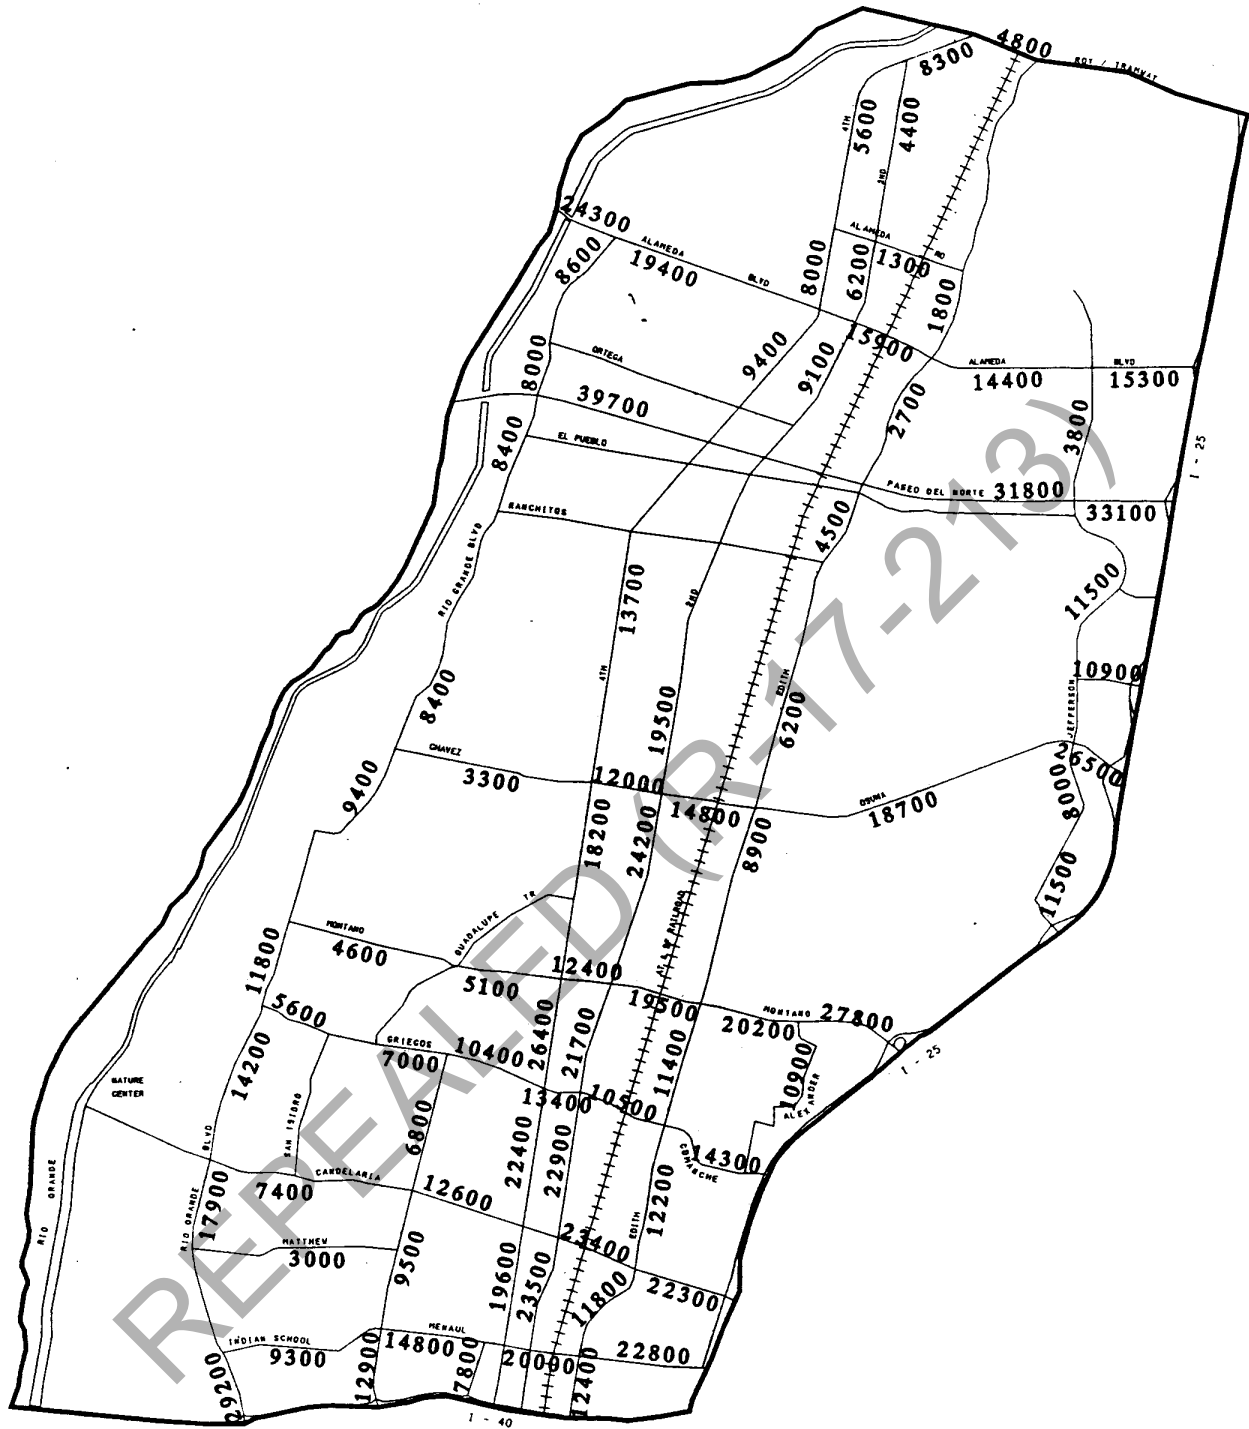 4800
ROY / TRAMWAY
8300
4TH
5600
4400
2ND
24300
ALAMEDA
19400
BLVD
8600
8000
6200
ALAMEDA
RD
1300
1800
15900
9400
9100
ALAMEDA
BLVD
14400
15300
8000
ORTEGA
39700
2700
3800
8400
EL PUEBLO
I - 25
PASEO DEL NORTE
31800
33100
RANCHITOS
4500
RIO GRANDE BLVD
13700
2ND
11500
4TH
10900
8400
19500
EDITH
6200
JEFFERSON
CHAVEZ
3300
12000
14800
26500
9400
OSUNA
18700
8000
18200
24200
8900
11500
GUADALUPE TR
AT & SF RAILROAD
MONTANO
4600
11800
12400
5100
19500
MONTANO
27800
20200
5600
26400
21700
11400
GRIEGOS
7000
10400
I - 25
14200
10900
ALEXANDER
NATURE
CENTER
13400
10500
SAN ISIDRO
6800
22400
22900
BLVD
COMANCHE
14300
RIO GRANDE
CANDELARIA
7400
12600
12200
EDITH
17900
RIO GRANDE
23400
MATTHEW
3000
9500
19600
23500
11800
22300
INDIAN SCHOOL
9300
MENAUL
14800
20000
22800
29200
12900
7800
12400
I - 40
REPEALED (R-17-213)